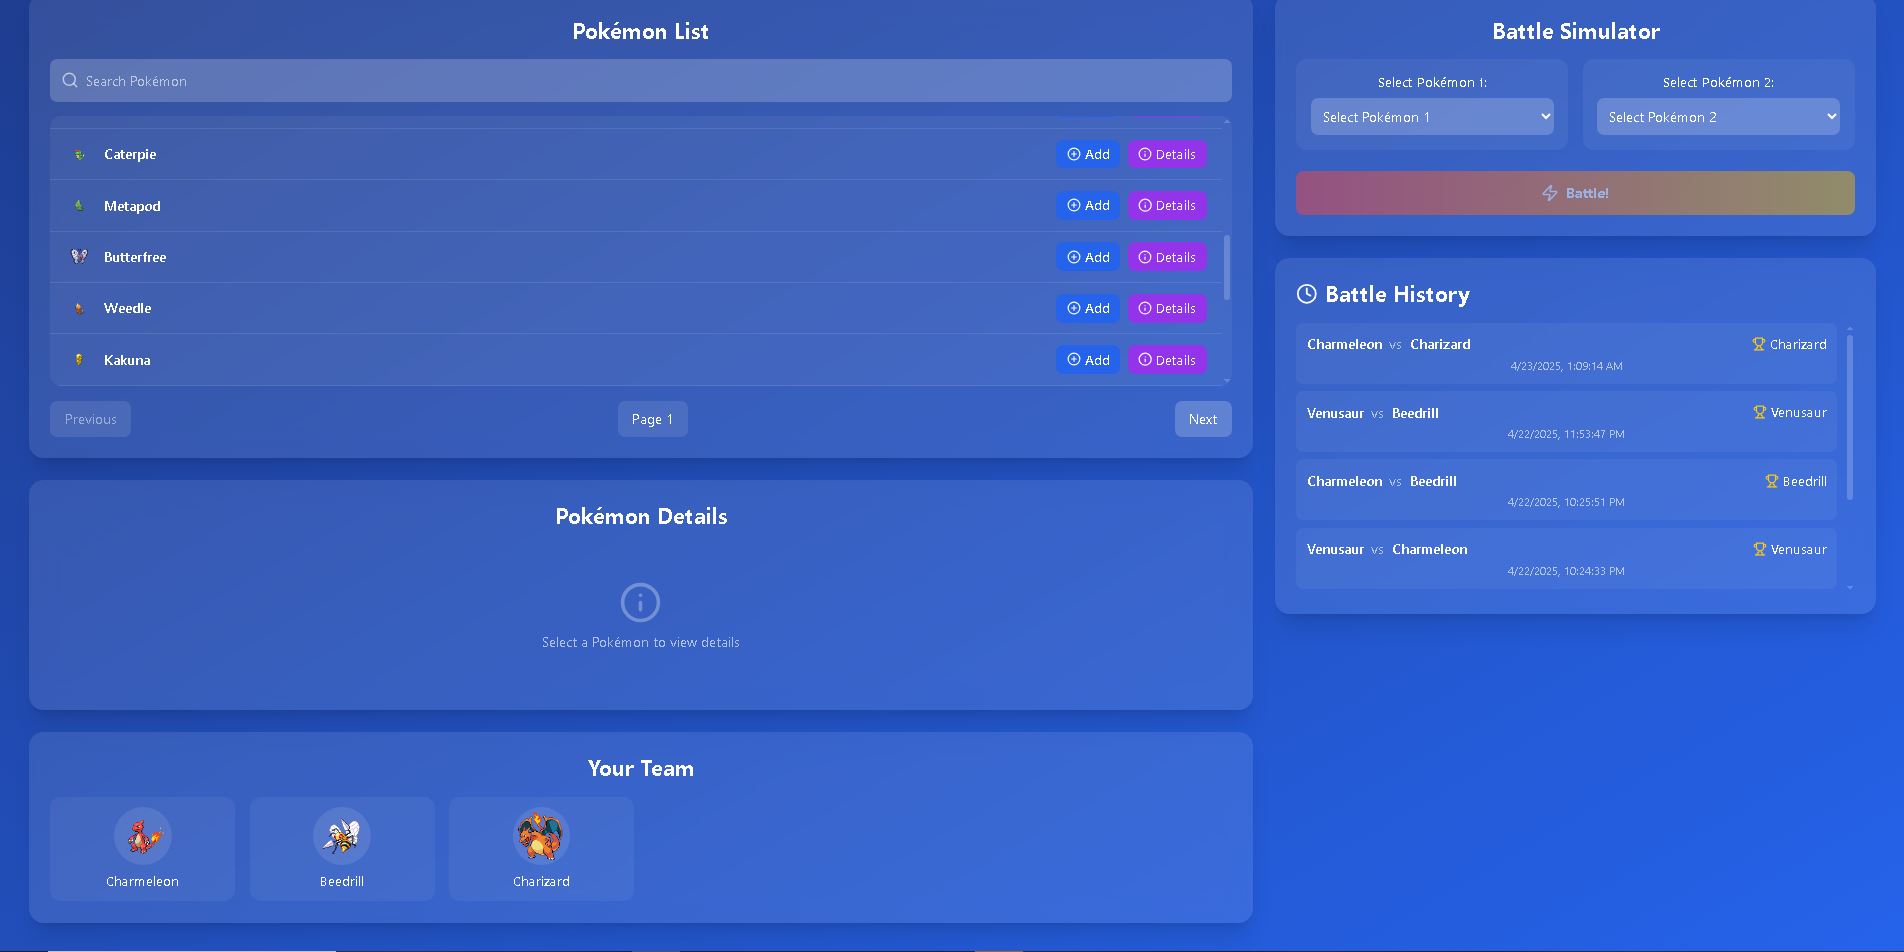 Pokémon List
Search Pokémon
Caterpie Add Details
Metapod Add Details
Butterfree Add Details
Weedle Add Details
Kakuna Add Details
Previous Page 1 Next
Pokémon Details
Select a Pokémon to view details
Your Team
Charmeleon Beedrill Charizard
Battle Simulator
Select Pokémon 1: Select Pokémon 2:
Select Pokémon 1 Select Pokémon 2
Battle!
Battle History
Charmeleon vs Charizard Charizard
4/23/2025, 1:09:14 AM
Venusaur vs Beedrill Venusaur
4/22/2025, 11:53:47 PM
Charmeleon vs Beedrill Beedrill
4/22/2025, 10:25:51 PM
Venusaur vs Charmeleon Venusaur
4/22/2025, 10:24:33 PM